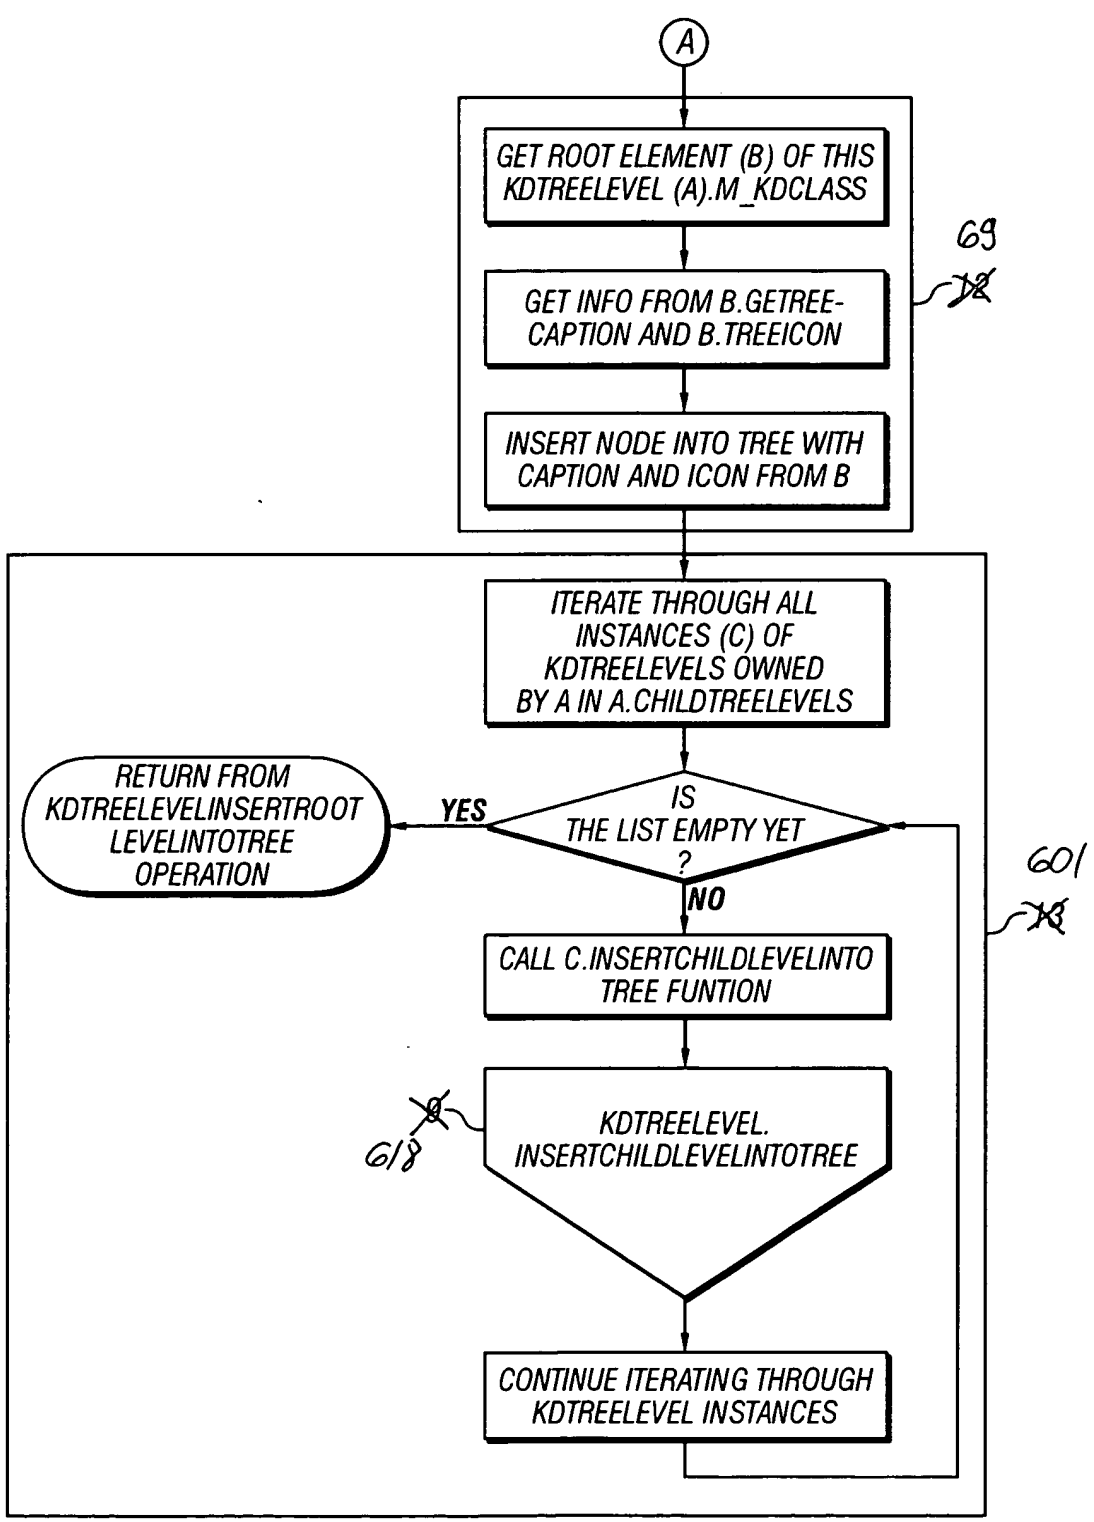 A
GET ROOT ELEMENT (B) OF THIS
KDTREELEVEL (A).M_KDCLASS
69
12
GET INFO FROM B.GETREE-
CAPTION AND B.TREEICON
INSERT NODE INTO TREE WITH
CAPTION AND ICON FROM B
ITERATE THROUGH ALL
INSTANCES (C) OF
KDTREELEVELS OWNED
BY A IN A.CHILDTREELEVELS
RETURN FROM
KDTREELEVELINSERTROOT
LEVELINTOTREE
OPERATION
YES
IS
THE LIST EMPTY YET
?
NO
601
13
CALL C.INSERTCHILDLEVELINTO
TREE FUNTION
9
618
KDTREELEVEL.
INSERTCHILDLEVELINTOTREE
CONTINUE ITERATING THROUGH
KDTREELEVEL INSTANCES